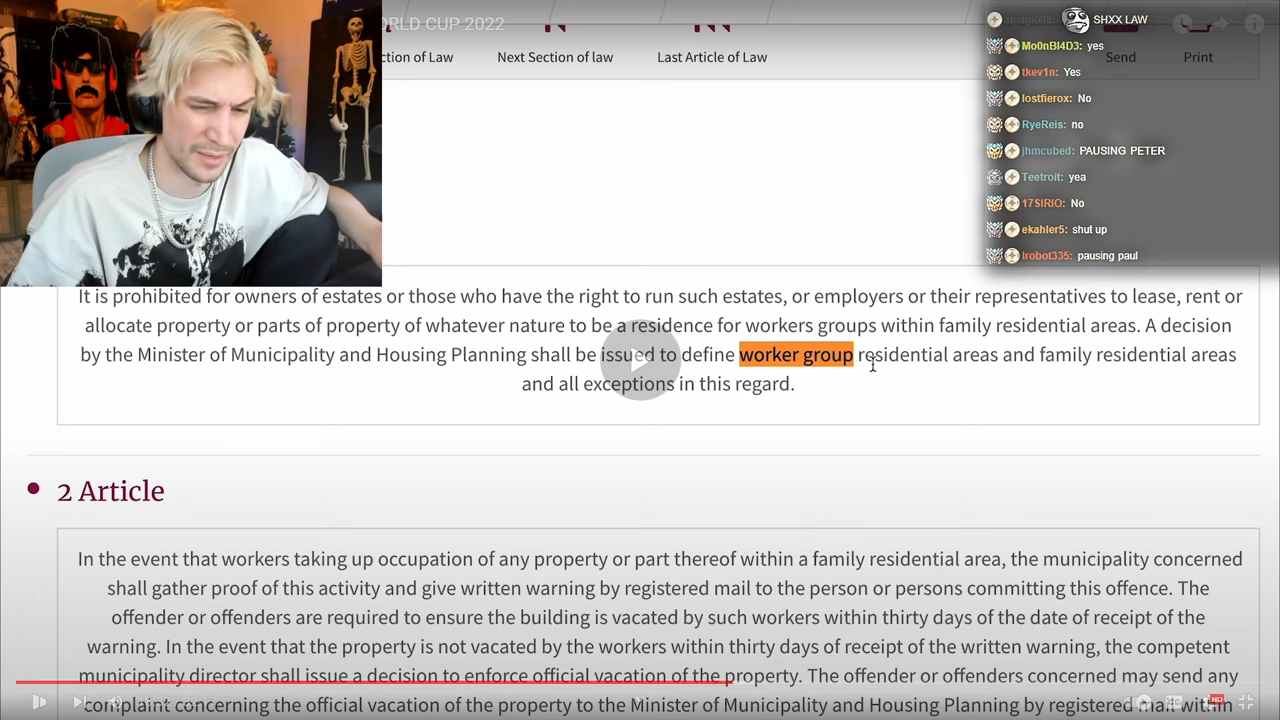 RLD CUP 2022
ction of Law
Next Section of law
Last Article of Law
Send
Print
SHXX LAW
Mo0nBl4D3: yes
tkev1n: Yes
lostfierox: No
RyeReis: no
jhmcubed: PAUSING PETER
Teetroit: yea
17SIRIO: No
ekahler5: shut up
lrobot335: pausing paul
It is prohibited for owners of estates or those who have the right to run such estates, or employers or their representatives to lease, rent or
allocate property or parts of property of whatever nature to be a residence for workers groups within family residential areas. A decision
by the Minister of Municipality and Housing Planning shall be issued to define worker group residential areas and family residential areas
and all exceptions in this regard.
2 Article
In the event that workers taking up occupation of any property or part thereof within a family residential area, the municipality concerned
shall gather proof of this activity and give written warning by registered mail to the person or persons committing this offence. The
offender or offenders are required to ensure the building is vacated by such workers within thirty days of the date of receipt of the
warning. In the event that the property is not vacated by the workers within thirty days of receipt of the written warning, the competent
municipality director shall issue a decision to enforce official vacation of the property. The offender or offenders concerned may send any
complaint concerning the official vacation of the property to the Minister of Municipality and Housing Planning by registered mail within
HD